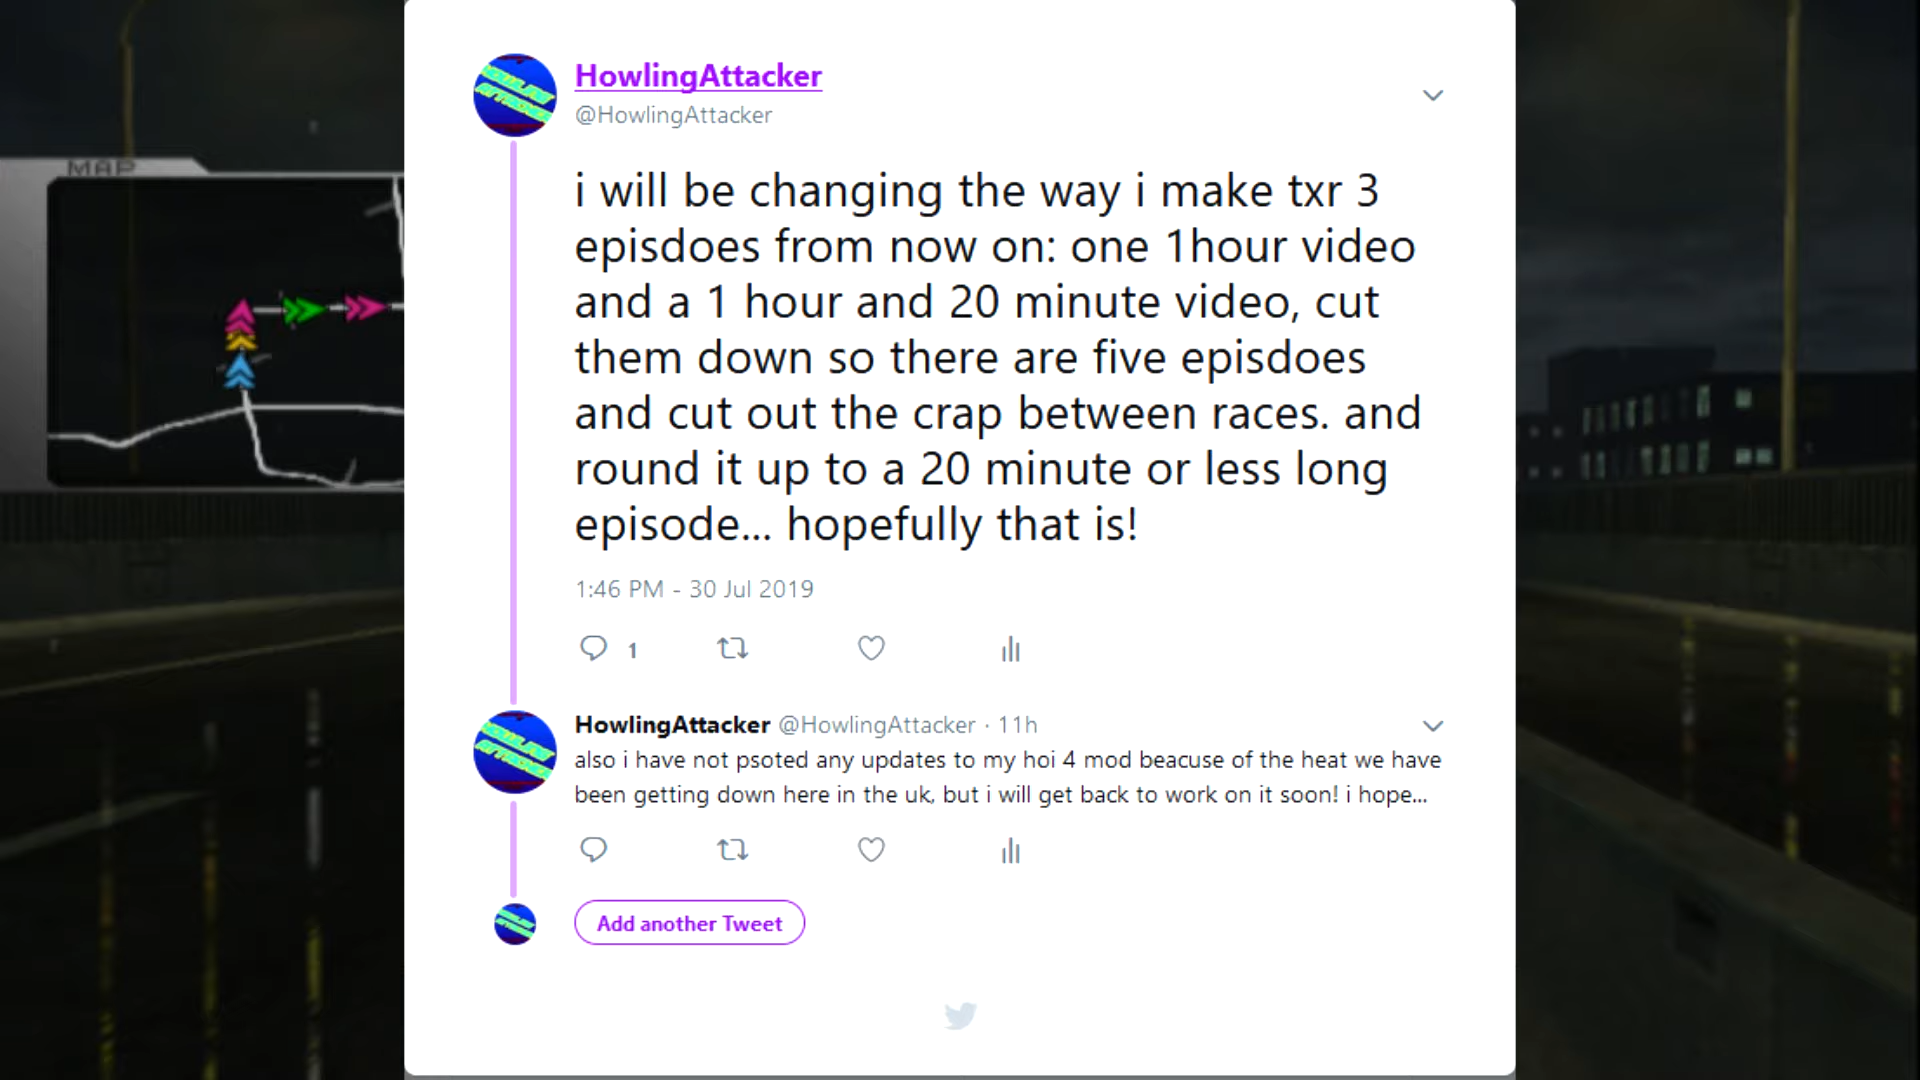 MAP
HowlingAttacker
@HowlingAttacker
i will be changing the way i make txr 3
episdoes from now on: one 1hour video
and a 1 hour and 20 minute video, cut
them down so there are five episdoes
and cut out the crap between races. and
round it up to a 20 minute or less long
episode... hopefully that is!
1:46 PM - 30 Jul 2019
1
HowlingAttacker @HowlingAttacker · 11h
also i have not psoted any updates to my hoi 4 mod beacuse of the heat we have
been getting down here in the uk, but i will get back to work on it soon! i hope...
Add another Tweet